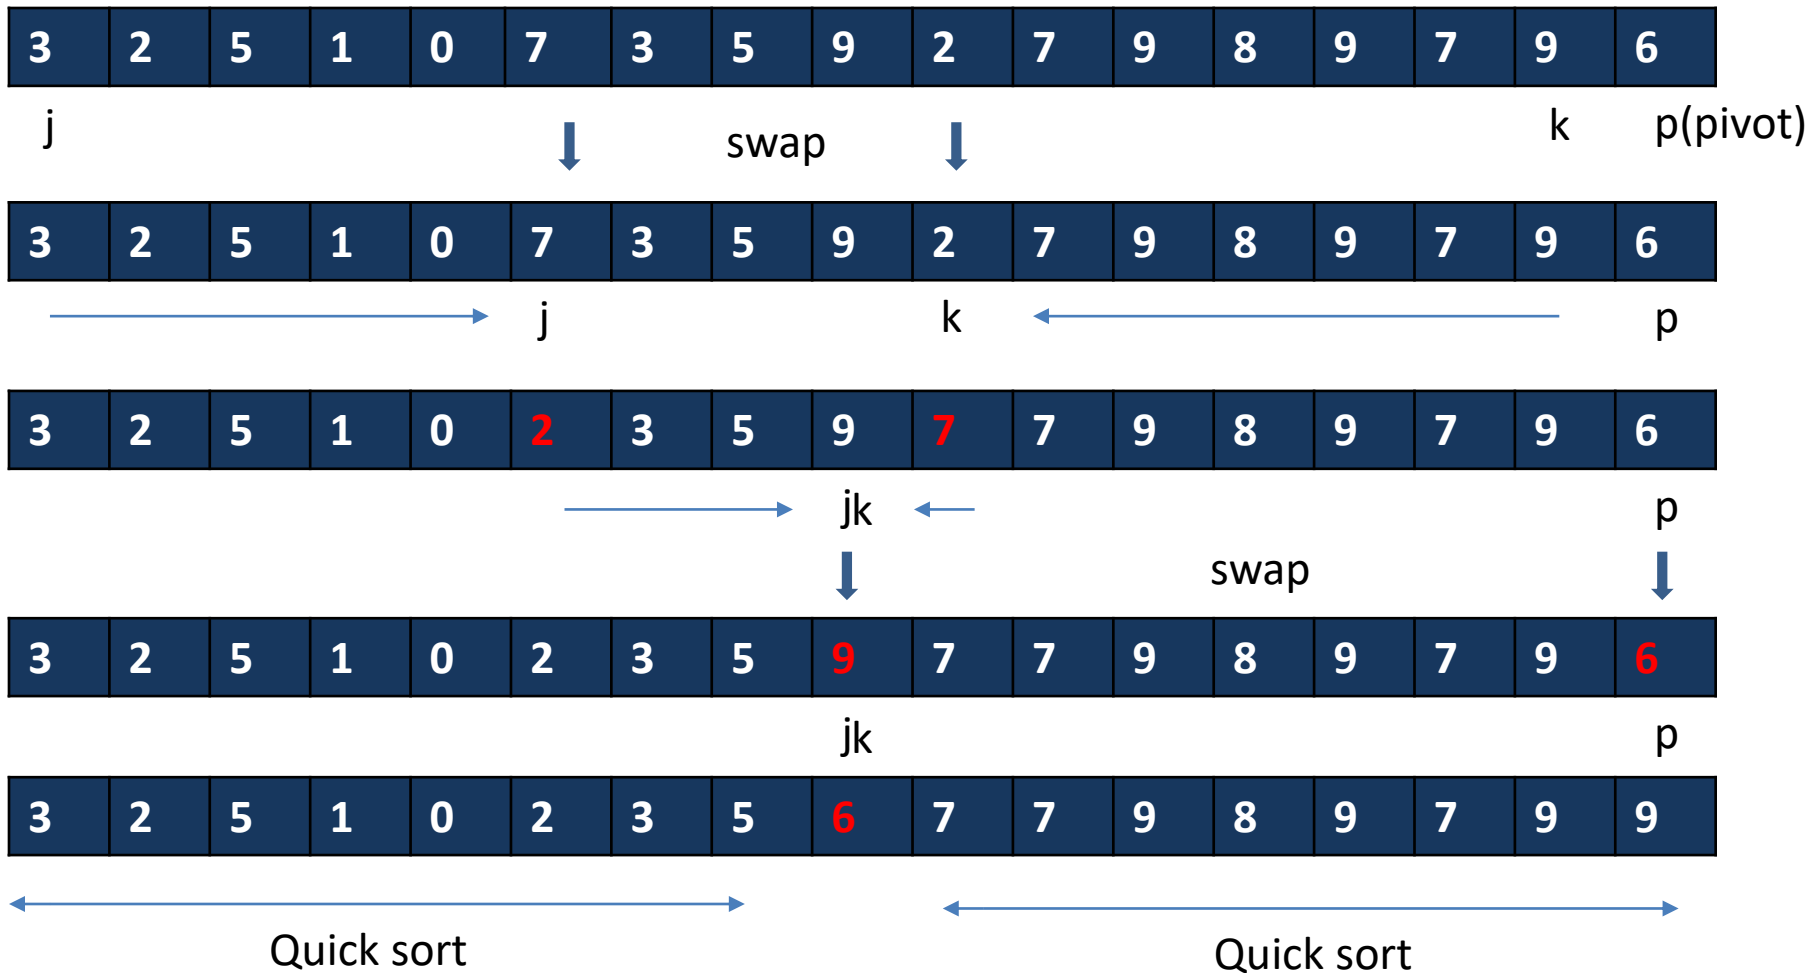 3 2 5 1 0 7 3 5 9 2 7 9 8 9 7 9 6
j k p(pivot)
swap
3 2 5 1 0 7 3 5 9 2 7 9 8 9 7 9 6
j k p
3 2 5 1 0 2 3 5 9 7 7 9 8 9 7 9 6
jk p
swap
3 2 5 1 0 2 3 5 9 7 7 9 8 9 7 9 6
jk p
3 2 5 1 0 2 3 5 6 7 7 9 8 9 7 9 9
Quick sort Quick sort